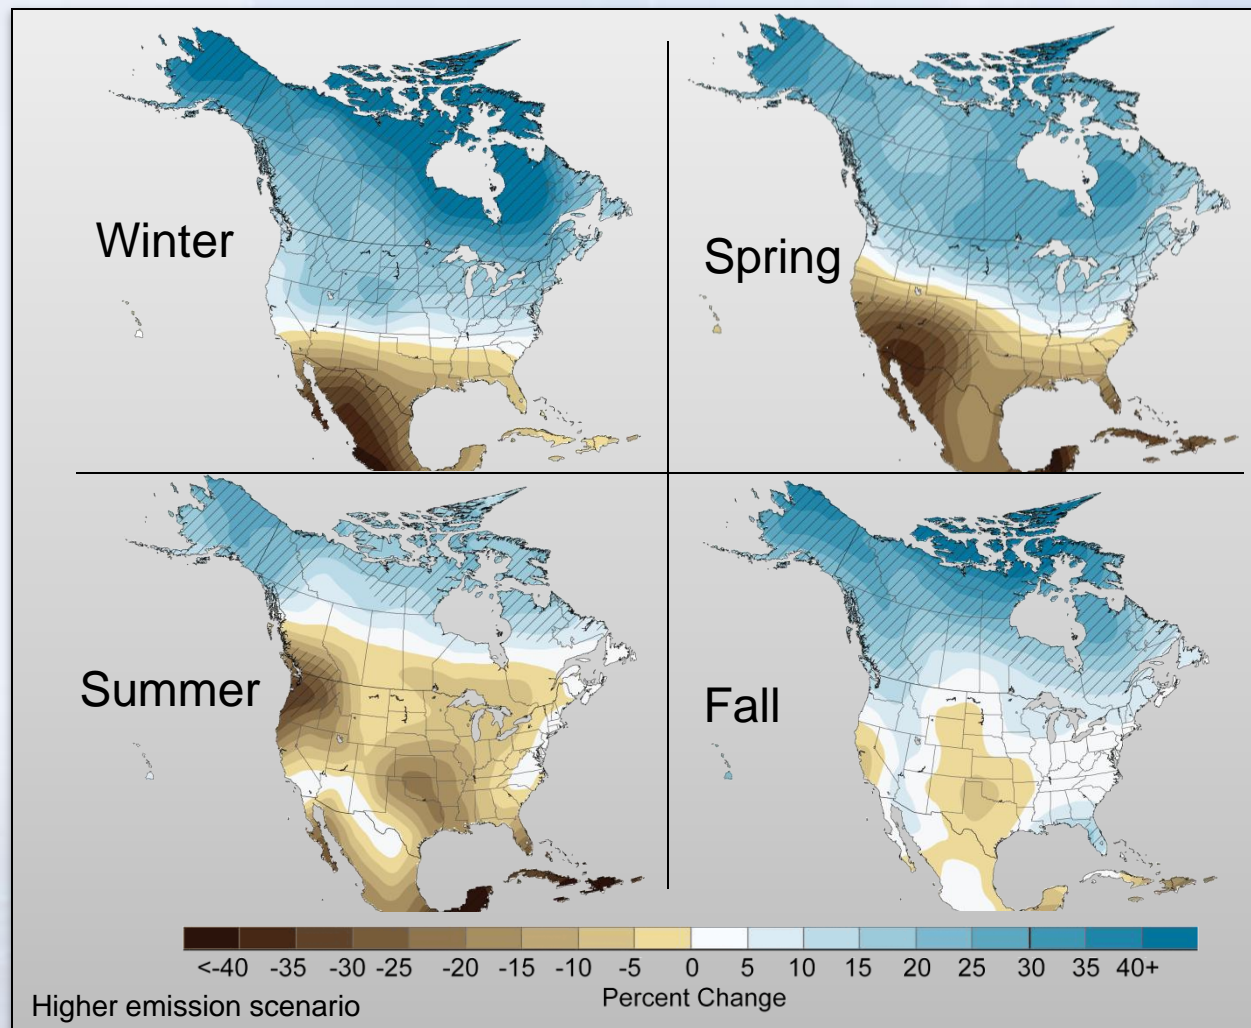 Winter
Spring
Summer
Fall
<-40 -35 -30 -25 -20 -15 -10 -5 0 5 10 15 20 25 30 35 40+
Percent Change
Higher emission scenario